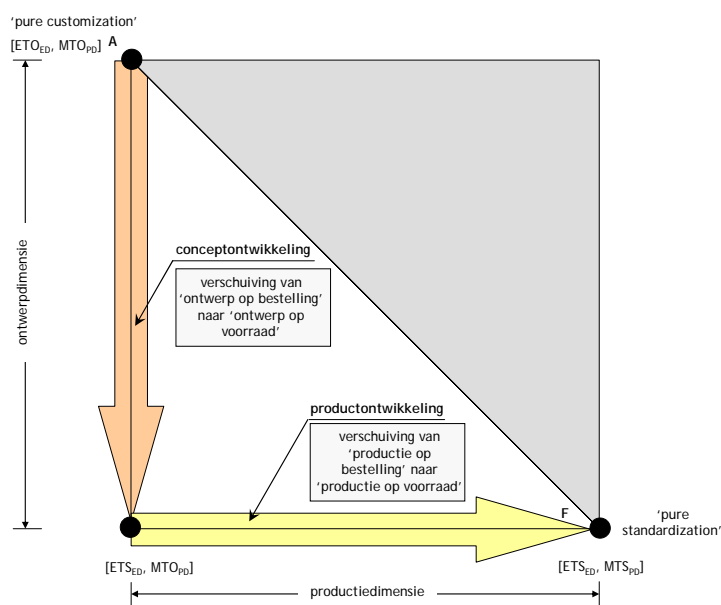 ‘pure customization’
[ETO_ED, MTO_PD] A
ontwerpdimensie
conceptontwikkeling
verschuiving van
‘ontwerp op bestelling’
naar ‘ontwerp op
voorraad’
productontwikkeling
verschuiving van
‘productie op
bestelling’ naar
‘productie op voorraad’
F
‘pure
standardization’
[ETS_ED, MTO_PD]
[ETS_ED, MTS_PD]
productiedimensie